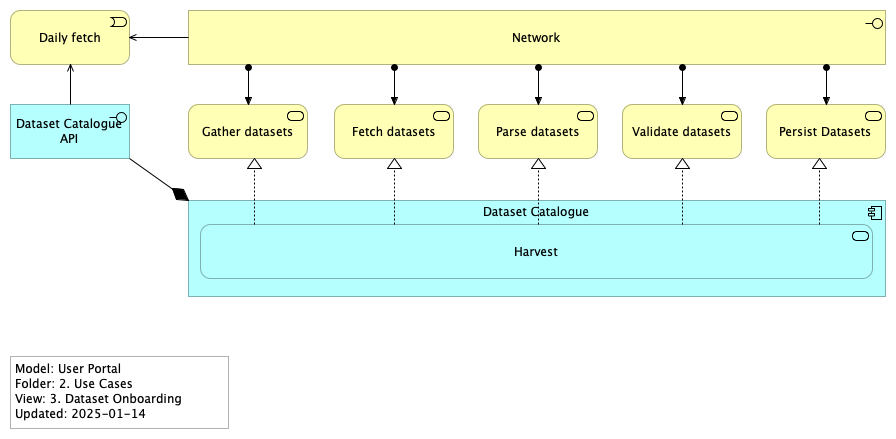 Daily fetch
Network
Dataset Catalogue
API
Gather datasets
Fetch datasets
Parse datasets
Validate datasets
Persist Datasets
Dataset Catalogue
Harvest
Model: User Portal
Folder: 2. Use Cases
View: 3. Dataset Onboarding
Updated: 2025-01-14